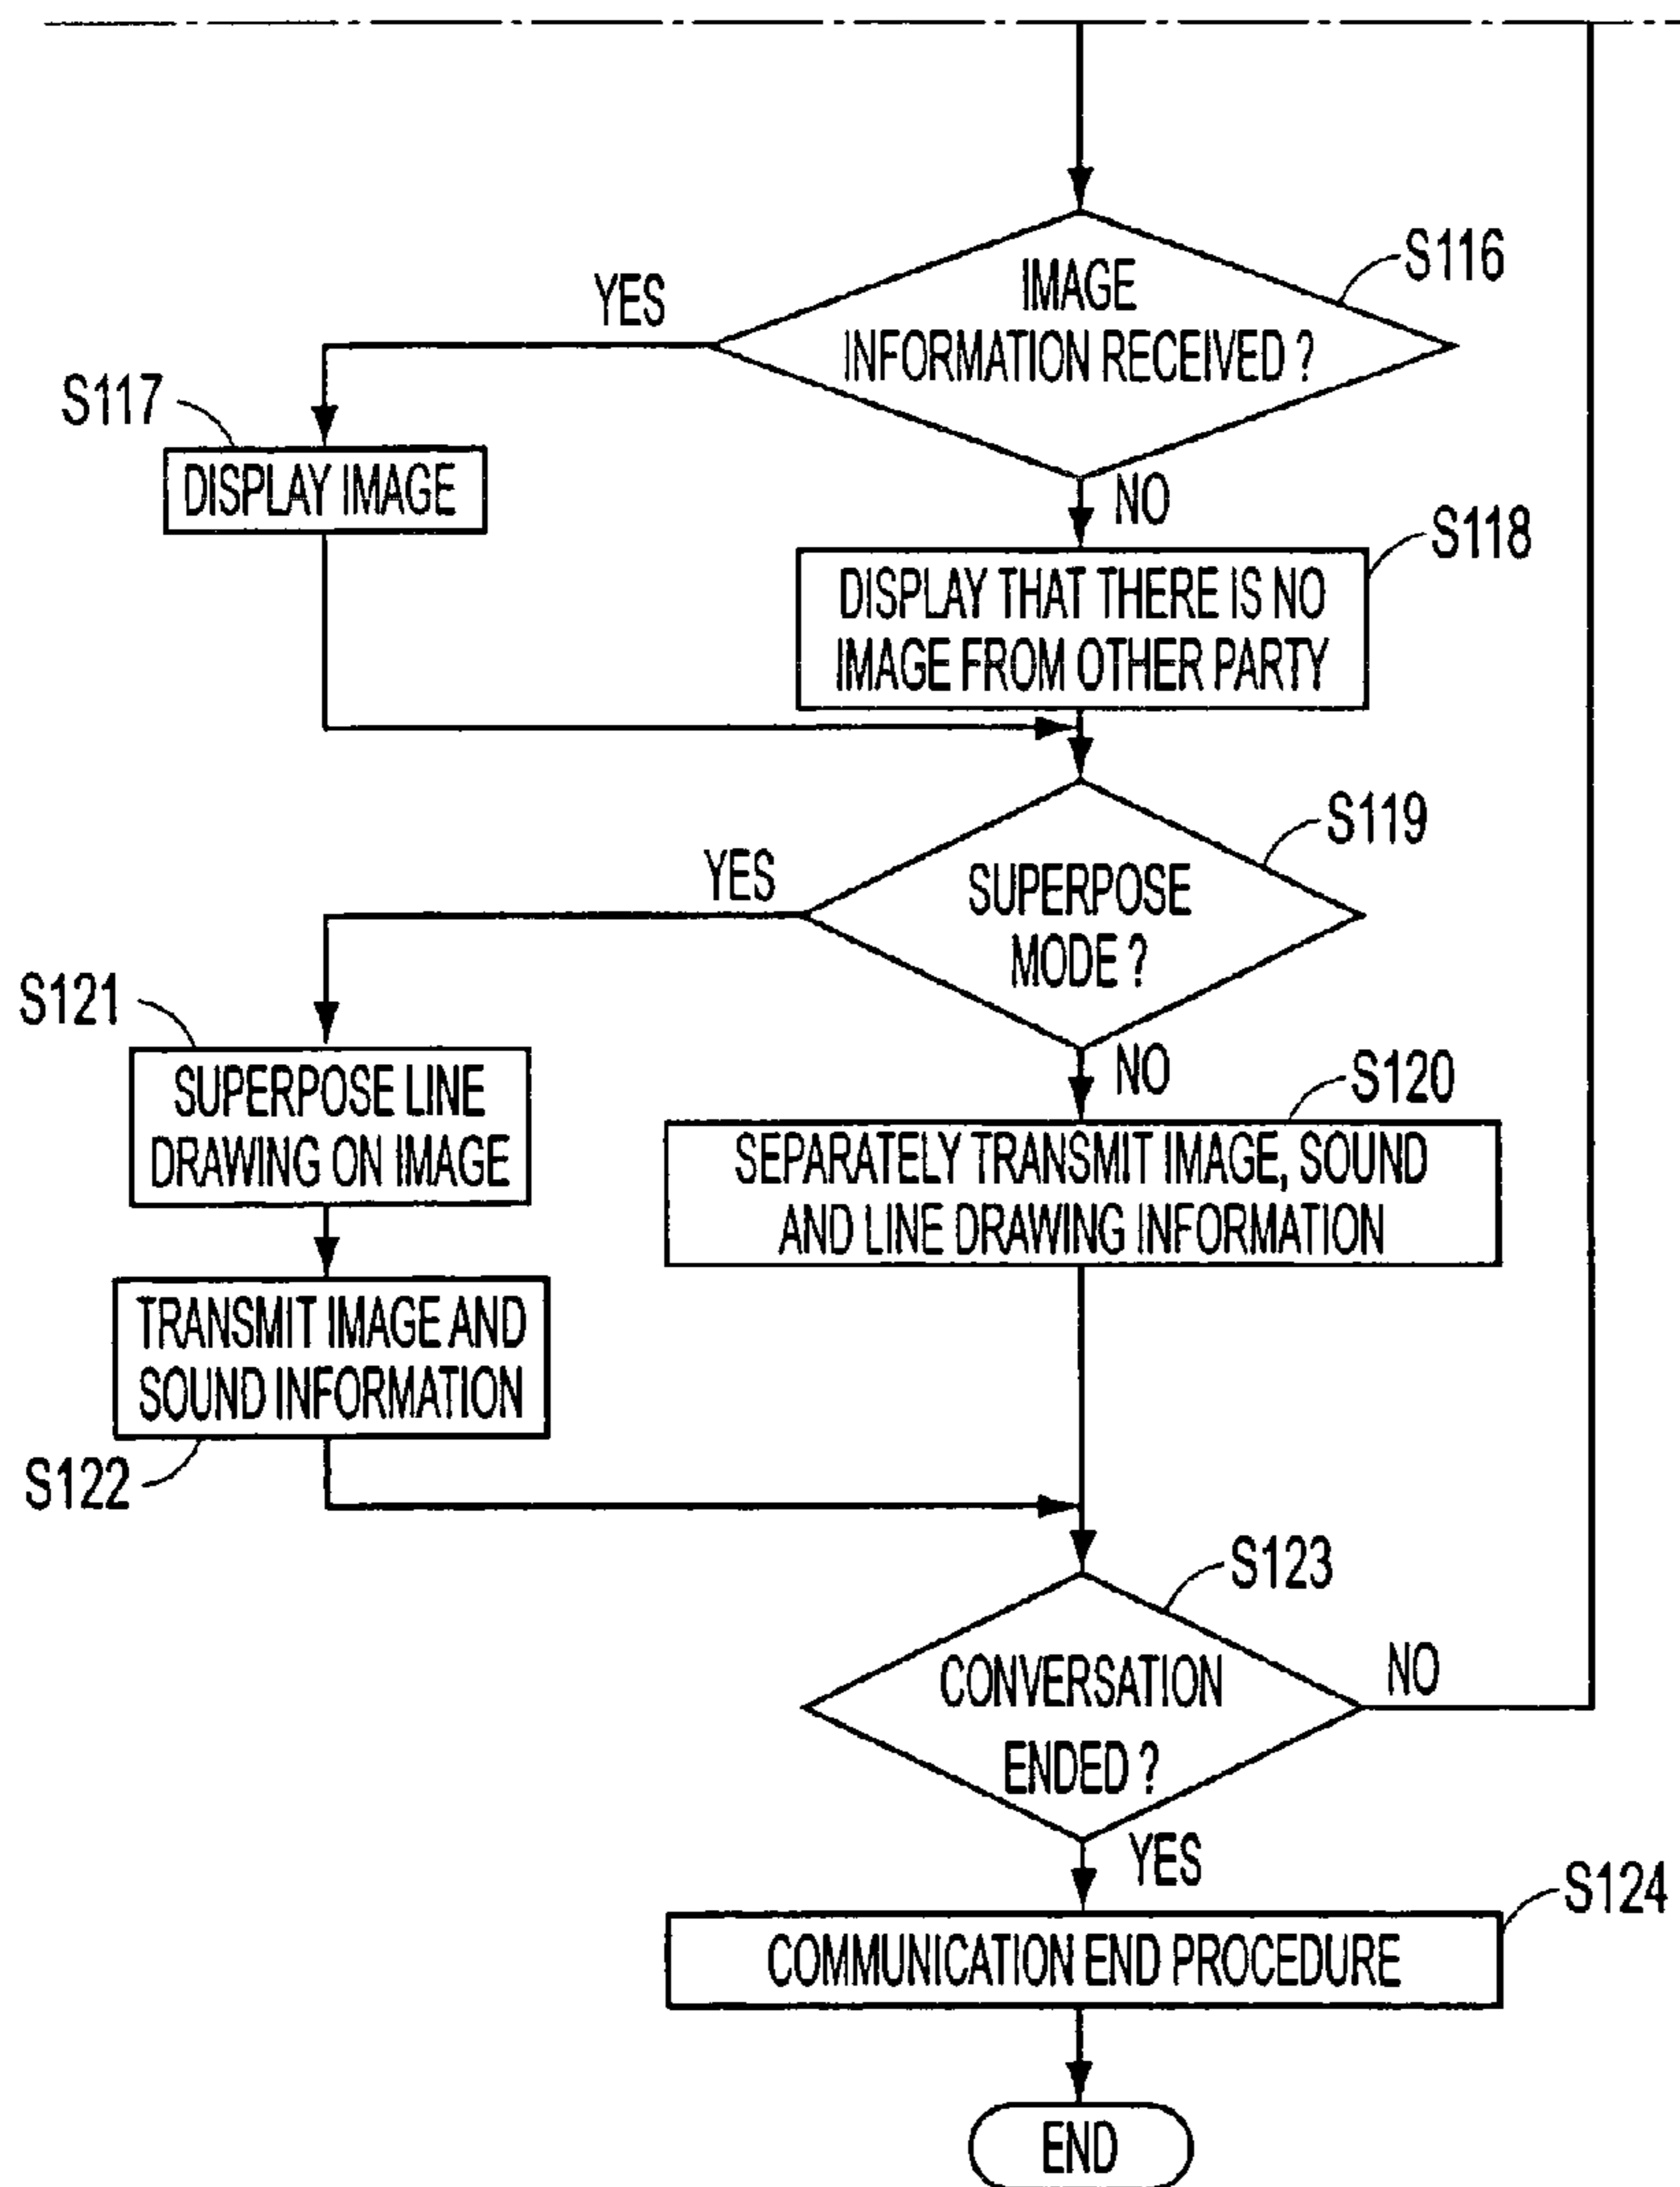 S116
IMAGE
INFORMATION RECEIVED ?
YES
S117
DISPLAY IMAGE
NO
S118
DISPLAY THAT THERE IS NO
IMAGE FROM OTHER PARTY
S119
YES
SUPERPOSE
MODE ?
S121
NO
S120
SUPERPOSE LINE
DRAWING ON IMAGE
SEPARATELY TRANSMIT IMAGE, SOUND
AND LINE DRAWING INFORMATION
TRANSMIT IMAGE AND
SOUND INFORMATION
S122
S123
CONVERSATION
ENDED ?
NO
YES
S124
COMMUNICATION END PROCEDURE
END